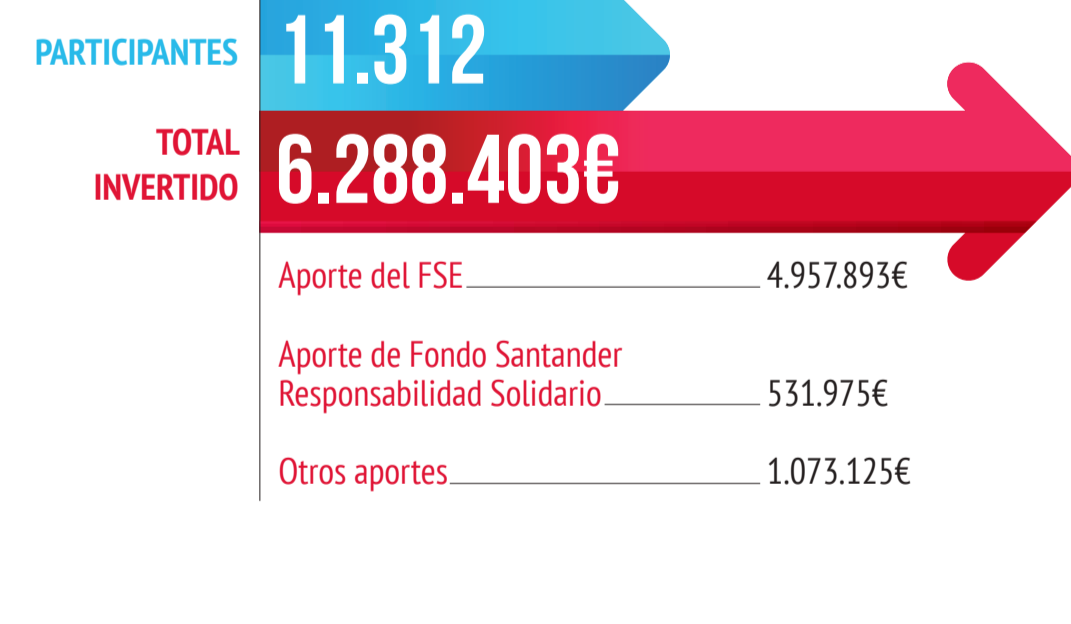 PARTICIPANTES
11.312
TOTAL
INVERTIDO
6.288.403€
Aporte del FSE 4.957.893€
Aporte de Fondo Santander
Responsabilidad Solidario 531.975€
Otros aportes 1.073.125€